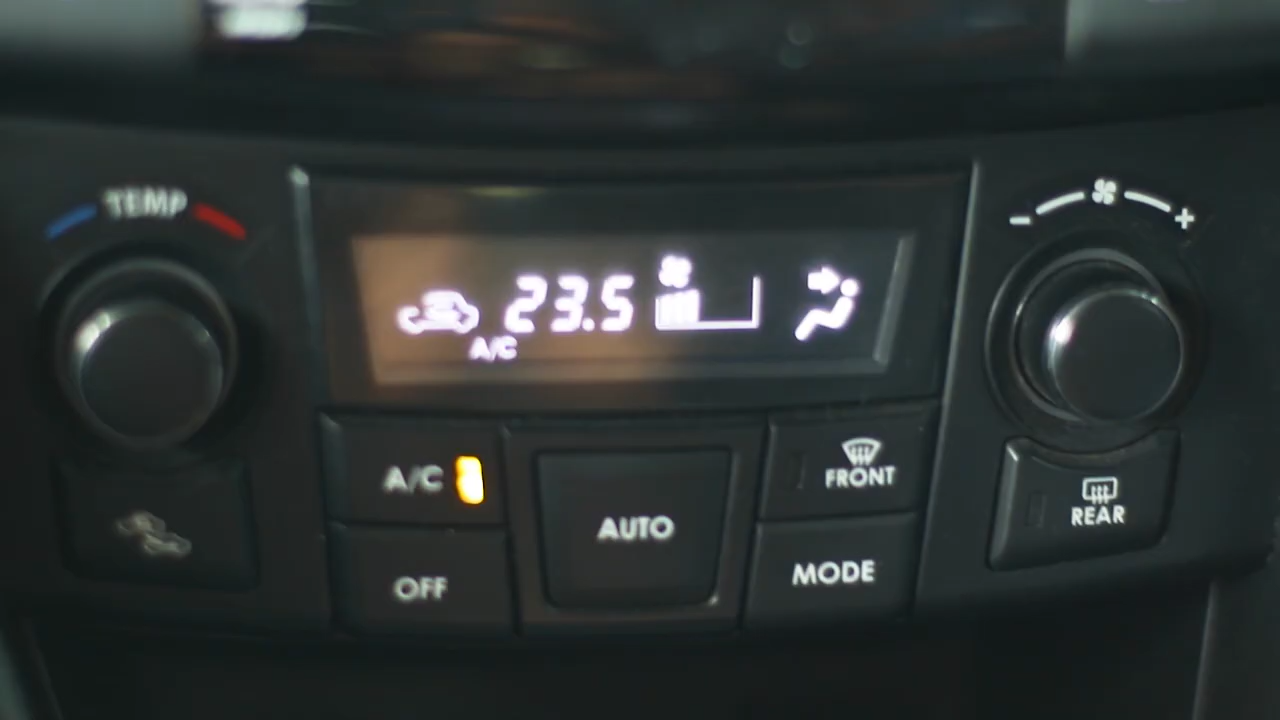 TEMP
- +
23.5
A/C
A/C
AUTO
FRONT
REAR
OFF
MODE